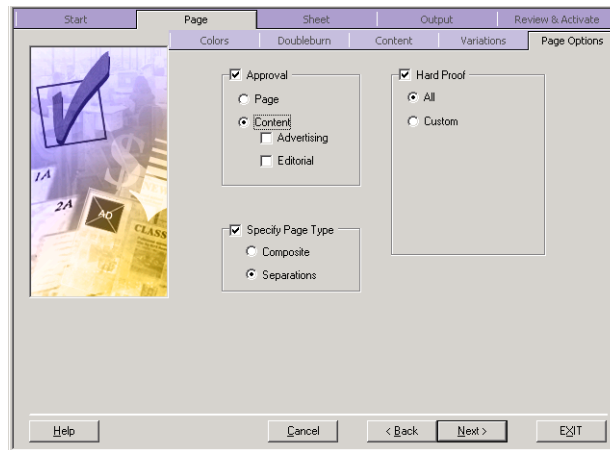 Start Page Sheet Output Review & Activate
Colors Doubleburn Content Variations Page Options
Approval
Page
Content
Advertising
Editorial
Hard Proof
All
Custom
Specify Page Type
Composite
Separations
1A
2A
AD
CLASS
Help Cancel < Back Next > EXIT